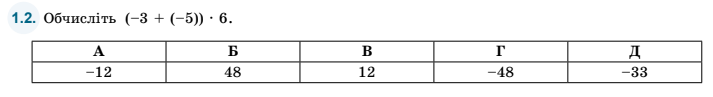 1.2. Обчисліть (−3 + (−5)) · 6.
А Б В Г Д
−12 48 12 −48 −33